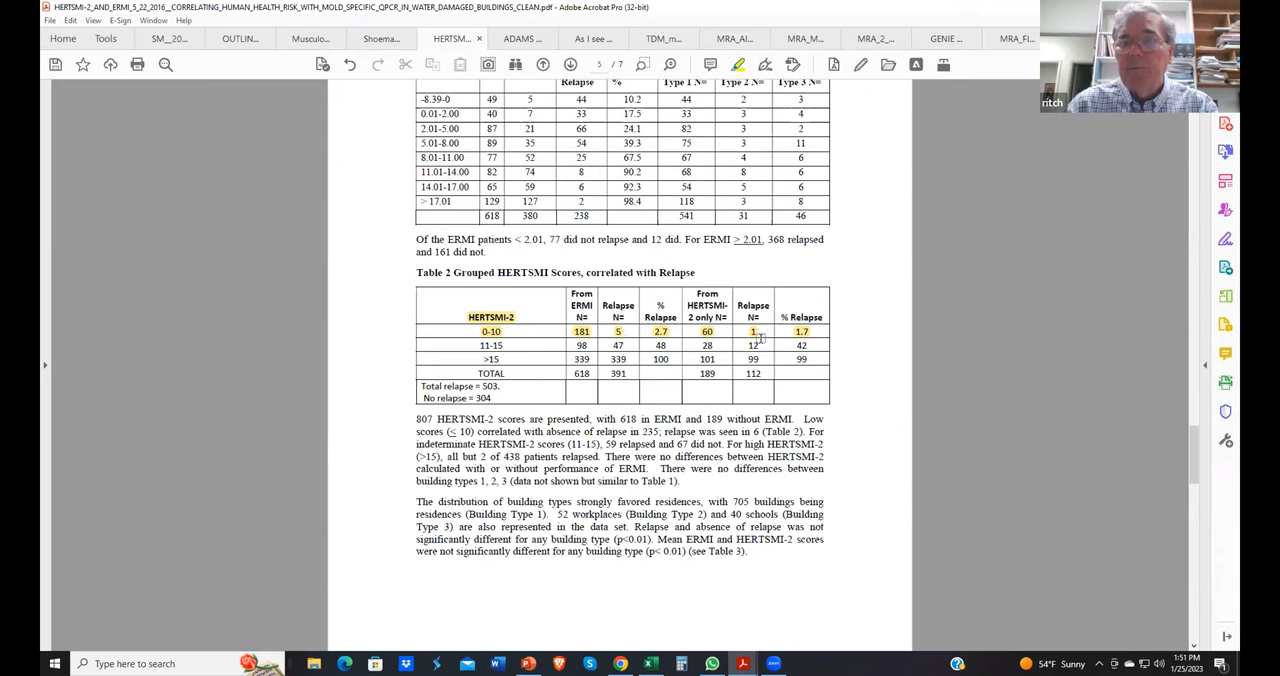 HERTSMI-2_AND_ERMI_5_22_2016__CORRELATING_HUMAN_HEALTH_RISK_WITH_MOLD_SPECIFIC_QPCR_IN_WATER_DAMAGED_BUILDINGS_CLEAN.pdf - Adobe Acrobat Pro (32-bit)
File Edit View E-Sign Window Help
Home Tools SM__20... OUTLIN... Musculo... Shoema... HERTSM... × ADAMS As I see ... TDM_m... MRA_AI... MRA_M... MRA_2_... GENIE ... MRA_FI...
5 / 7
ritch
Relapse % Type 1 N= Type 2 N= Type 3 N=
-8.39-0 49 5 44 10.2 44 2 3
0.01-2.00 40 7 33 17.5 33 3 4
2.01-5.00 87 21 66 24.1 82 3 2
5.01-8.00 89 35 54 39.3 75 3 11
8.01-11.00 77 52 25 67.5 67 4 6
11.01-14.00 82 74 8 90.2 68 8 6
14.01-17.00 65 59 6 92.3 54 5 6
> 17.01 129 127 2 98.4 118 3 8
618 380 238 541 31 46
Of the ERMI patients < 2.01, 77 did not relapse and 12 did. For ERMI > 2.01, 368 relapsed
and 161 did not.
Table 2 Grouped HERTSMI Scores, correlated with Relapse
HERTSMI-2 From ERMI N= Relapse N= % Relapse From HERTSMI-2 only N= Relapse N= % Relapse
0-10 181 5 2.7 60 1 1.7
11-15 98 47 48 28 12 42
>15 339 339 100 101 99 99
TOTAL 618 391 189 112
Total relapse = 503.
No relapse = 304
807 HERTSMI-2 scores are presented, with 618 in ERMI and 189 without ERMI. Low
scores (< 10) correlated with absence of relapse in 235; relapse was seen in 6 (Table 2). For
indeterminate HERTSMI-2 scores (11-15), 59 relapsed and 67 did not. For high HERTSMI-2
(>15), all but 2 of 438 patients relapsed. There were no differences between HERTSMI-2
calculated with or without performance of ERMI. There were no differences between
building types 1, 2, 3 (data not shown but similar to Table 1).
The distribution of building types strongly favored residences, with 705 buildings being
residences (Building Type 1). 52 workplaces (Building Type 2) and 40 schools (Building
Type 3) are also represented in the data set. Relapse and absence of relapse was not
significantly different for any building type (p<0.01). Mean ERMI and HERTSMI-2 scores
were not significantly different for any building type (p< 0.01) (see Table 3).
Type here to search
54°F Sunny
1:51 PM
1/25/2023